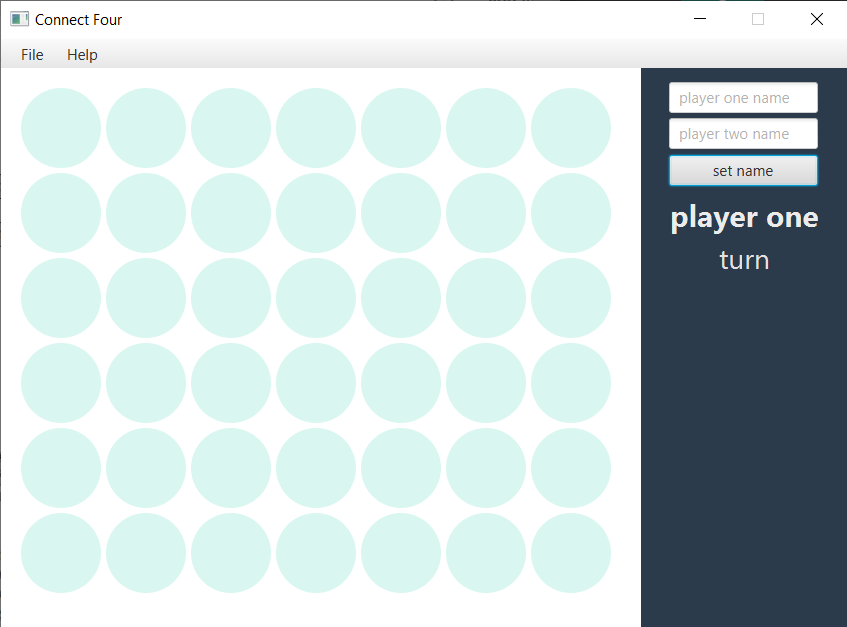 Connect Four
File Help
player one name
player two name
set name
player one
turn